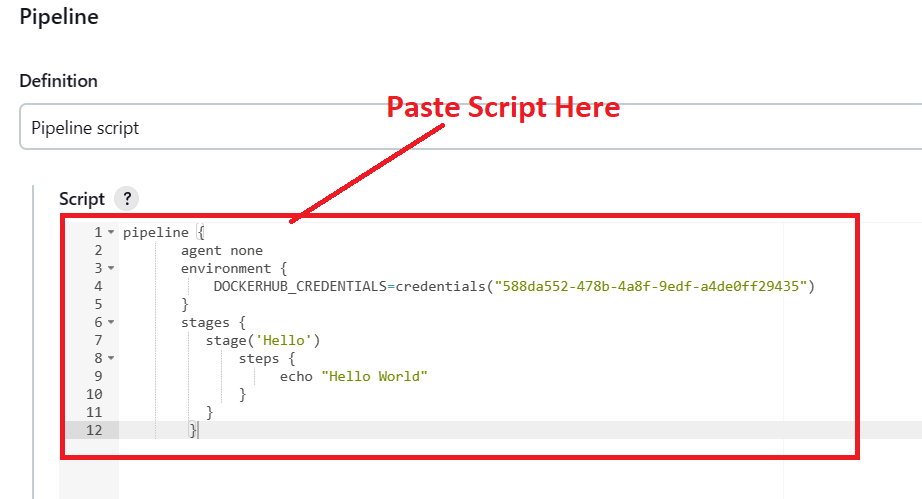 Pipeline
Definition
Paste Script Here
Pipeline script
Script ?
1 pipeline {
2 agent none
3 environment {
4 DOCKERHUB_CREDENTIALS=credentials("588da552-478b-4a8f-9edf-a4de0ff29435")
5 }
6 stages {
7 stage('Hello')
8 steps {
9 echo "Hello World"
10 }
11 }
12 }